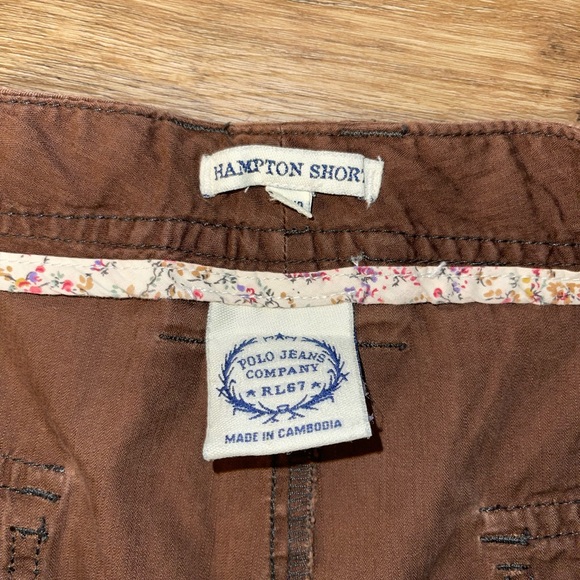 HAMPTON SHORT
POLO JEANS
COMPANY
★ RL67 ★
MADE IN CAMBODIA